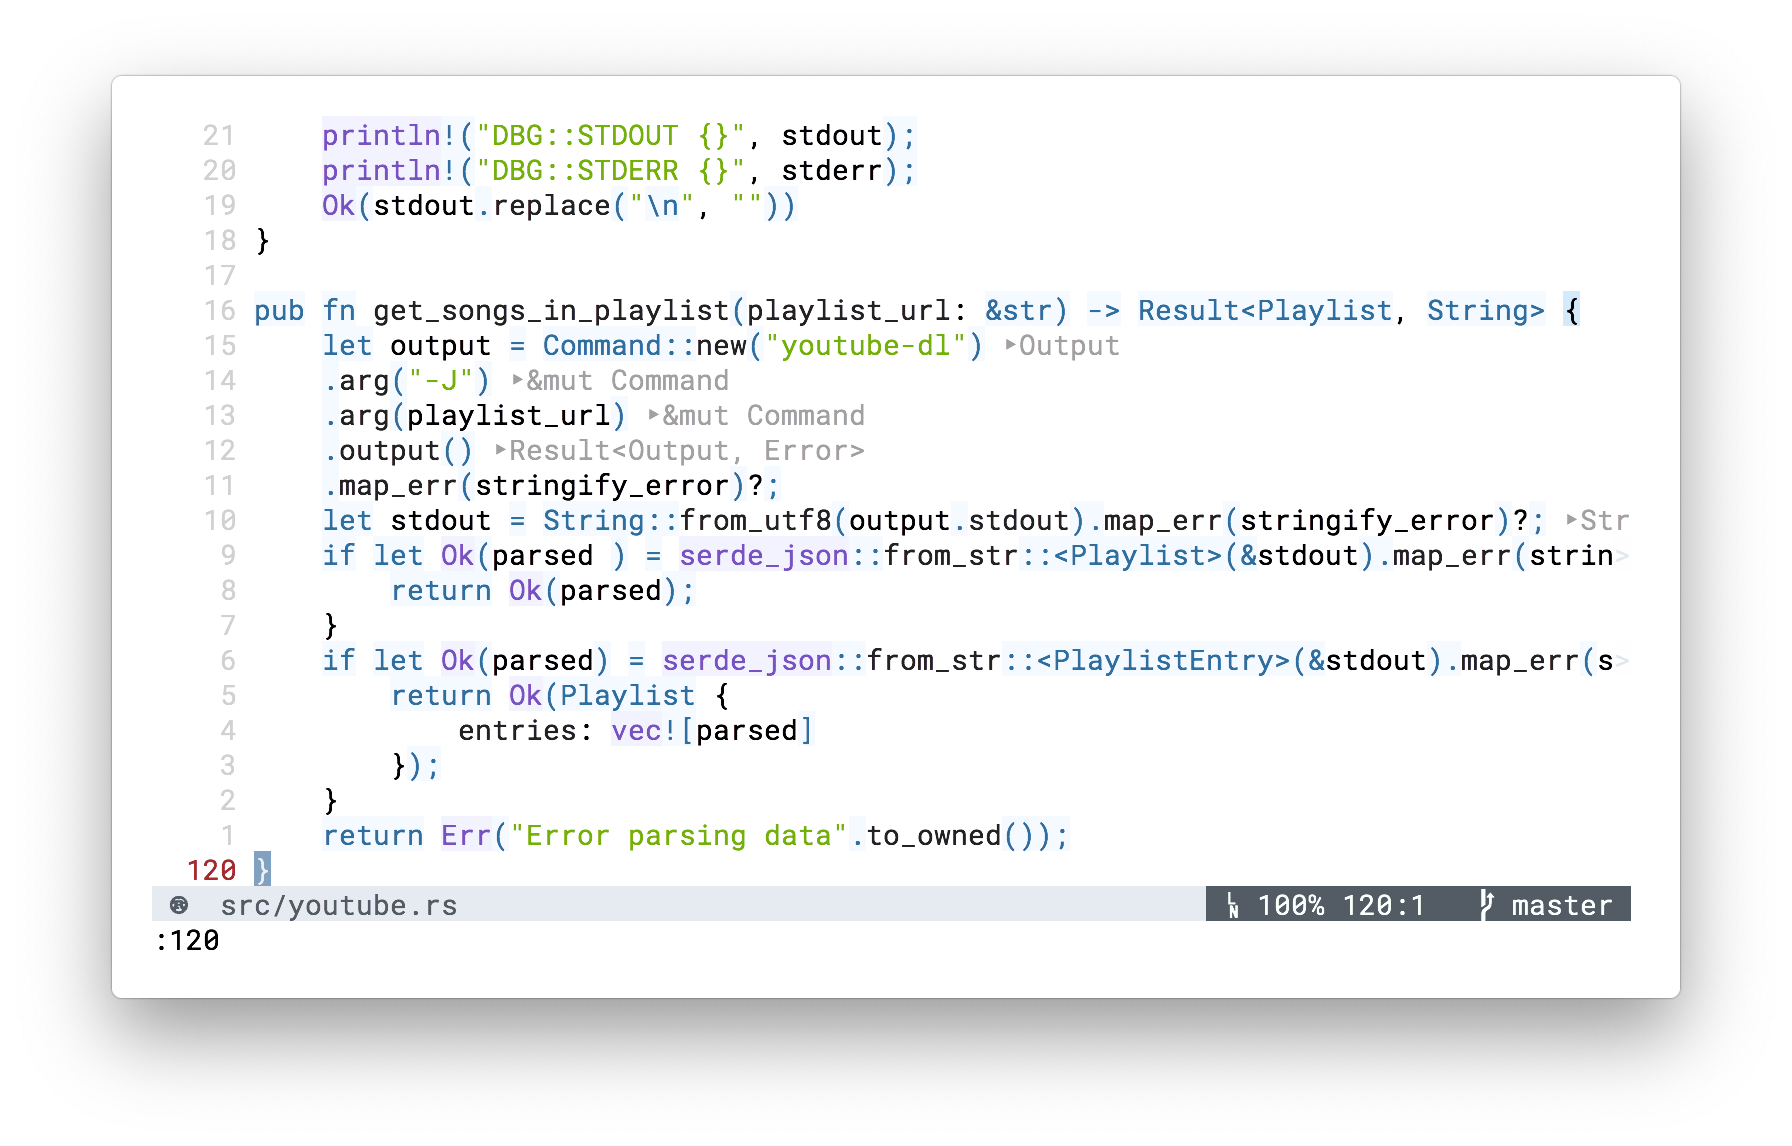 21     println!("DBG::STDOUT {}", stdout);
20     println!("DBG::STDERR {}", stderr);
19     Ok(stdout.replace("\n", ""))
18 }
17
16 pub fn get_songs_in_playlist(playlist_url: &str) -> Result<Playlist, String> {
15     let output = Command::new("youtube-dl") ▸Output
14     .arg("-J") ▸&mut Command
13     .arg(playlist_url) ▸&mut Command
12     .output() ▸Result<Output, Error>
11     .map_err(stringify_error)?;
10     let stdout = String::from_utf8(output.stdout).map_err(stringify_error)?; ▸Str
9     if let Ok(parsed ) = serde_json::from_str::<Playlist>(&stdout).map_err(strin>
8         return Ok(parsed);
7     }
6     if let Ok(parsed) = serde_json::from_str::<PlaylistEntry>(&stdout).map_err(s>
5         return Ok(Playlist {
4             entries: vec![parsed]
3         });
2     }
1     return Err("Error parsing data".to_owned());
120 }
src/youtube.rs LN 100% 120:1 master
:120